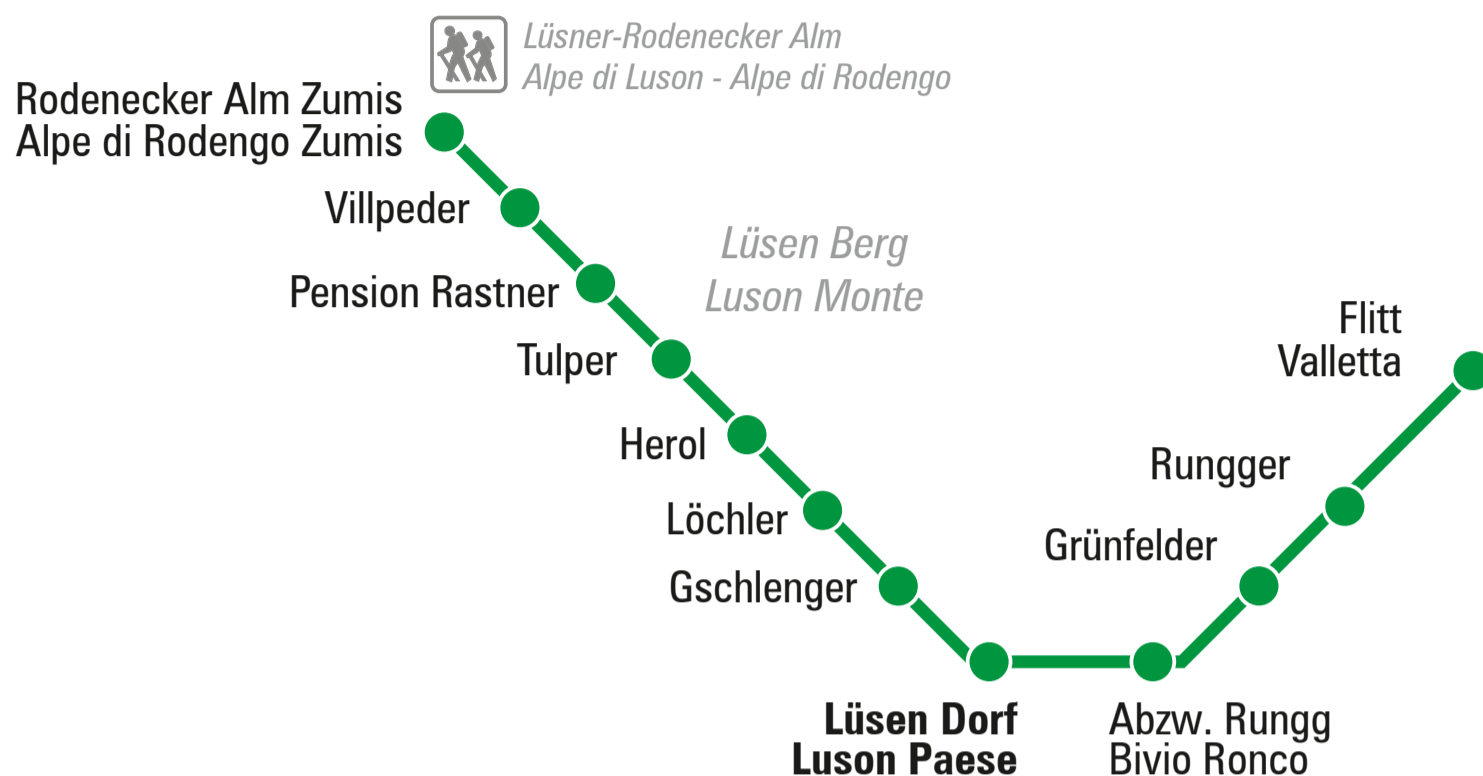 Lüsner-Rodenecker Alm
Alpe di Luson - Alpe di Rodengo
Rodenecker Alm Zumis
Alpe di Rodengo Zumis
Villpeder
Lüsen Berg
Luson Monte
Pension Rastner
Tulper
Herol
Löchler
Gschlenger
Lüsen Dorf
Luson Paese
Abzw. Rungg
Bivio Ronco
Grünfelder
Rungger
Flitt
Valletta